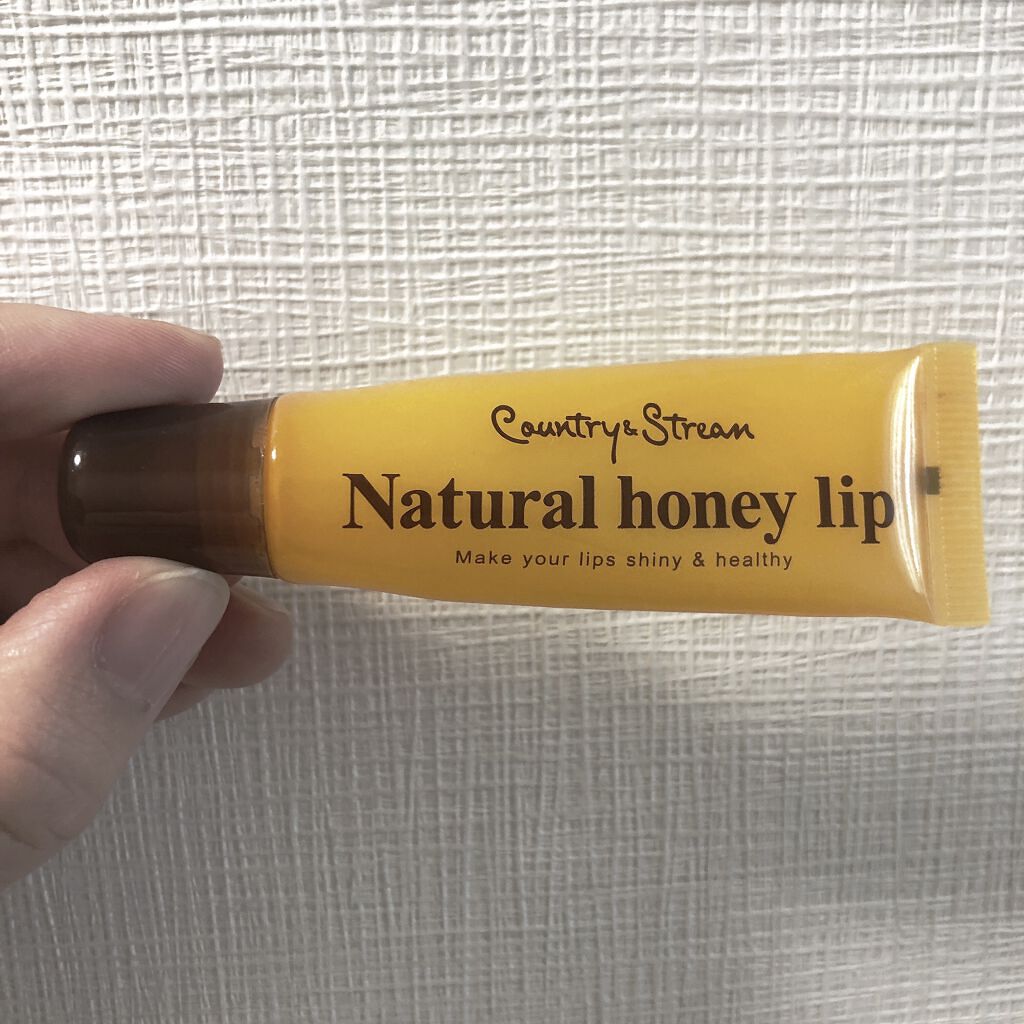 Country & Stream
Natural honey lip
Make your lips shiny & healthy